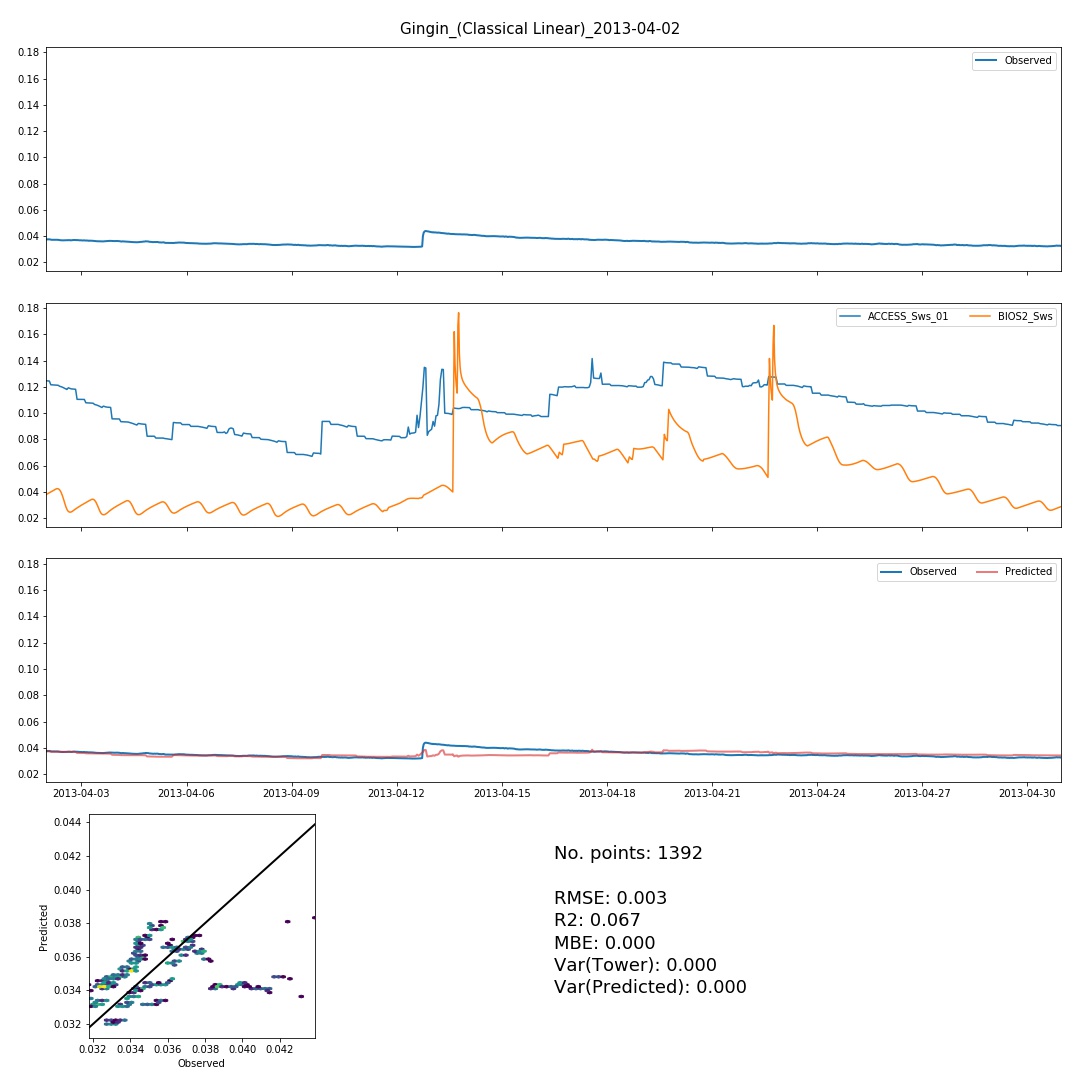 Gingin_(Classical Linear)_2013-04-02
0.18
0.16
0.14
0.12
0.10
0.08
0.06
0.04
0.02
Observed
0.18
0.16
0.14
0.12
0.10
0.08
0.06
0.04
0.02
ACCESS_Sws_01 BIOS2_Sws
0.18
0.16
0.14
0.12
0.10
0.08
0.06
0.04
0.02
Observed Predicted
2013-04-03 2013-04-06 2013-04-09 2013-04-12 2013-04-15 2013-04-18 2013-04-21 2013-04-24 2013-04-27 2013-04-30
0.044
0.042
0.040
0.038
0.036
0.034
0.032
Predicted
0.032 0.034 0.036 0.038 0.040 0.042
Observed
No. points: 1392
RMSE: 0.003
R2: 0.067
MBE: 0.000
Var(Tower): 0.000
Var(Predicted): 0.000